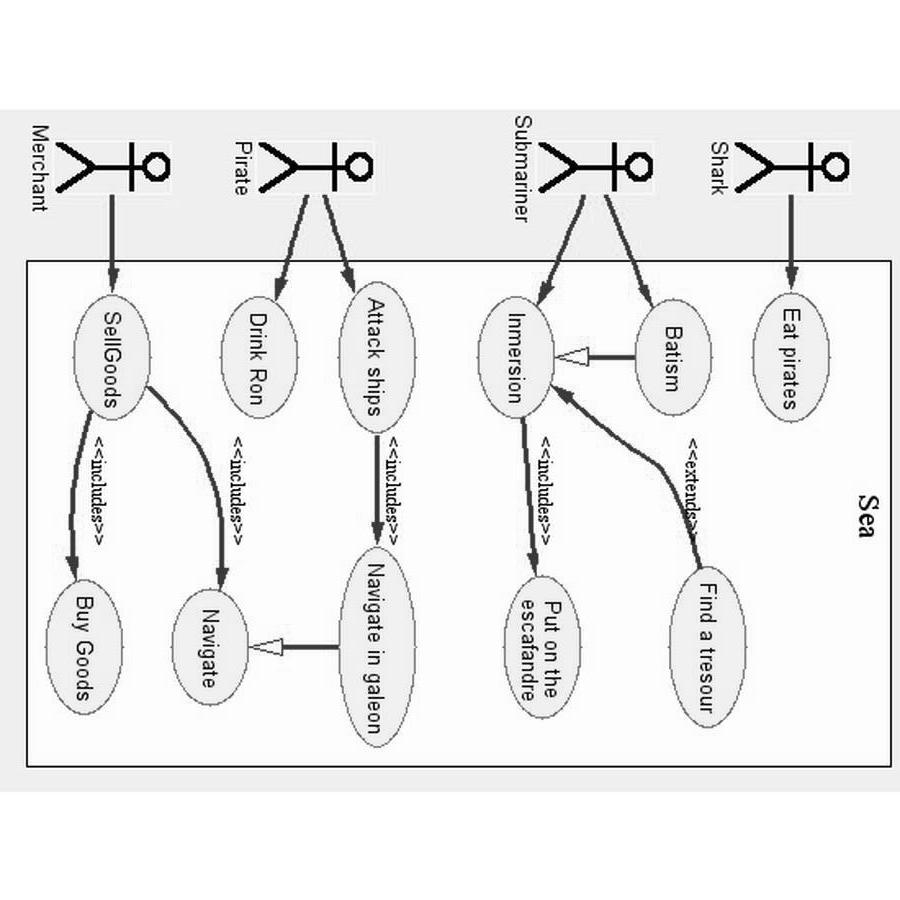 Sea
Shark
Eat pirates
Submariner
Batism
<<extends>>
Find a tresour
Inmersion
<<includes>>
Put on the
escafandre
Pirate
Attack ships
<<includes>>
Navigate in galeon
Drink Ron
<<includes>>
Navigate
Merchant
SellGoods
<<includes>>
Buy Goods